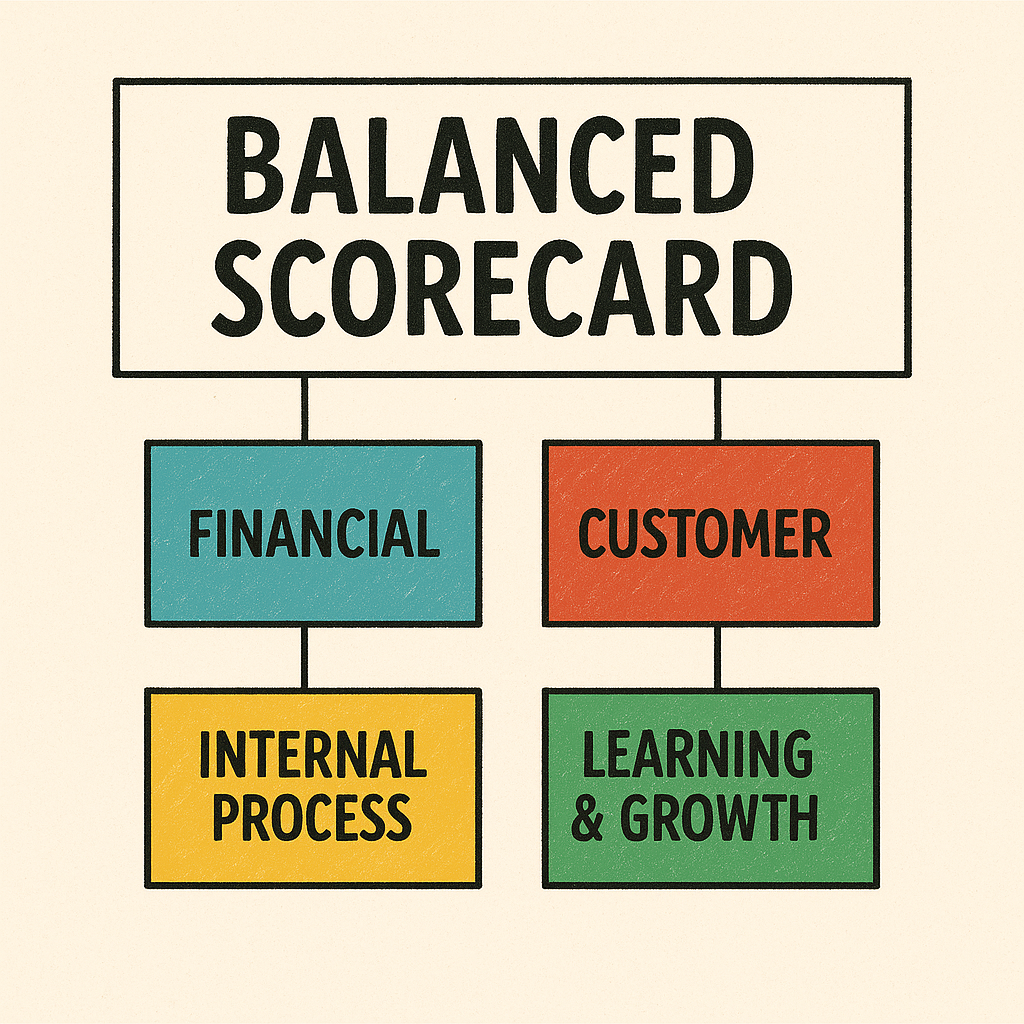 BALANCED
SCORECARD
FINANCIAL
CUSTOMER
INTERNAL
PROCESS
LEARNING
& GROWTH